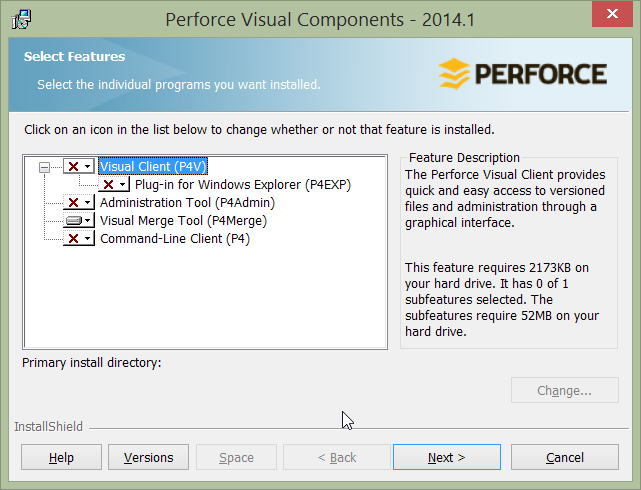 Perforce Visual Components - 2014.1
Select Features
Select the individual programs you want installed.
PERFORCE
Click on an icon in the list below to change whether or not that feature is installed.
Visual Client (P4V)
Plug-in for Windows Explorer (P4EXP)
Administration Tool (P4Admin)
Visual Merge Tool (P4Merge)
Command-Line Client (P4)
Feature Description
The Perforce Visual Client provides
quick and easy access to versioned
files and administration through a
graphical interface.
This feature requires 2173KB on
your hard drive. It has 0 of 1
subfeatures selected. The
subfeatures require 52MB on your
hard drive.
Primary install directory:
Change...
InstallShield
Help
Versions
Space
< Back
Next >
Cancel